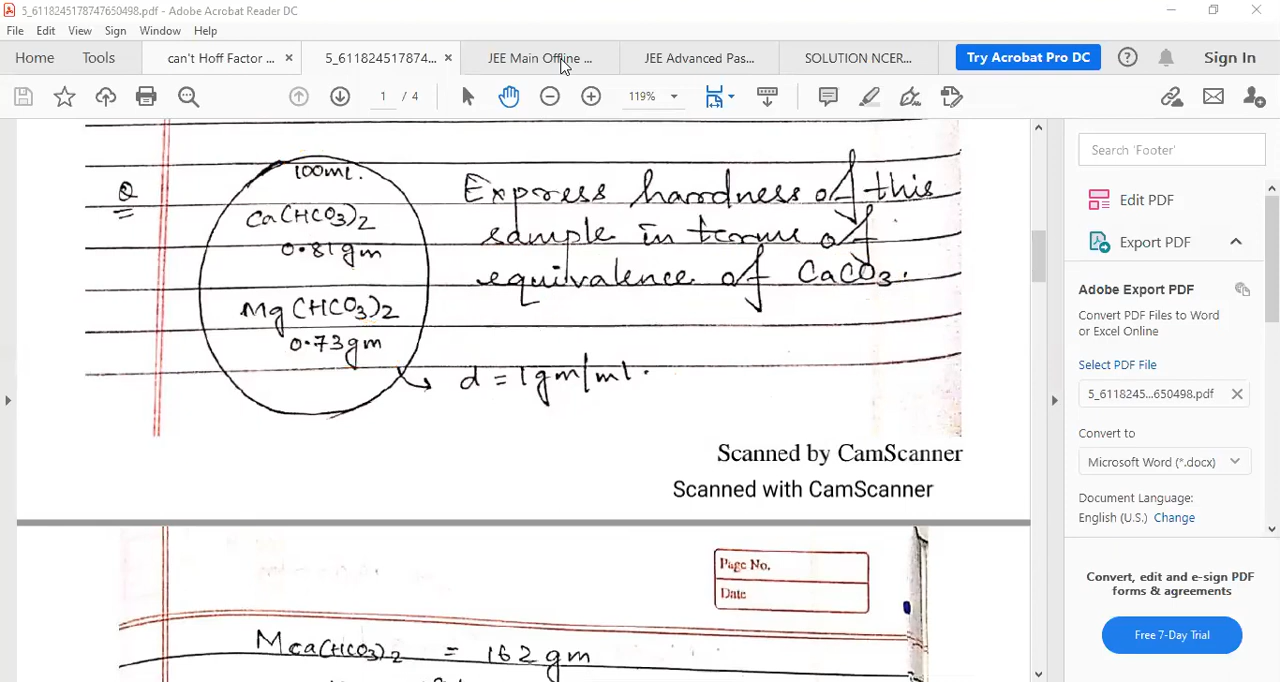 5_6118245178747650498.pdf - Adobe Acrobat Reader DC
File Edit View Sign Window Help
Home Tools can't Hoff Factor ... × 5_611824517874... × JEE Main Offline ... JEE Advanced Pas... SOLUTION NCER... Try Acrobat Pro DC ? Sign In
1 / 4 119%
Search 'Footer'
Edit PDF
Export PDF
Adobe Export PDF
Convert PDF Files to Word
or Excel Online
Select PDF File
5_6118245...650498.pdf ×
Convert to
Microsoft Word (*.docx)
Document Language:
English (U.S.) Change
Convert, edit and e-sign PDF
forms & agreements
Free 7-Day Trial
Q
100ml.
Ca(HCO3)2
0.81gm
Mg(HCO3)2
0.73gm
Express hardness of this
sample in terms of
equivalence of CaCO3.
d = 1gm/ml.
Scanned by CamScanner
Scanned with CamScanner
Page No.
Date
Mca(HCO3)2 = 162gm